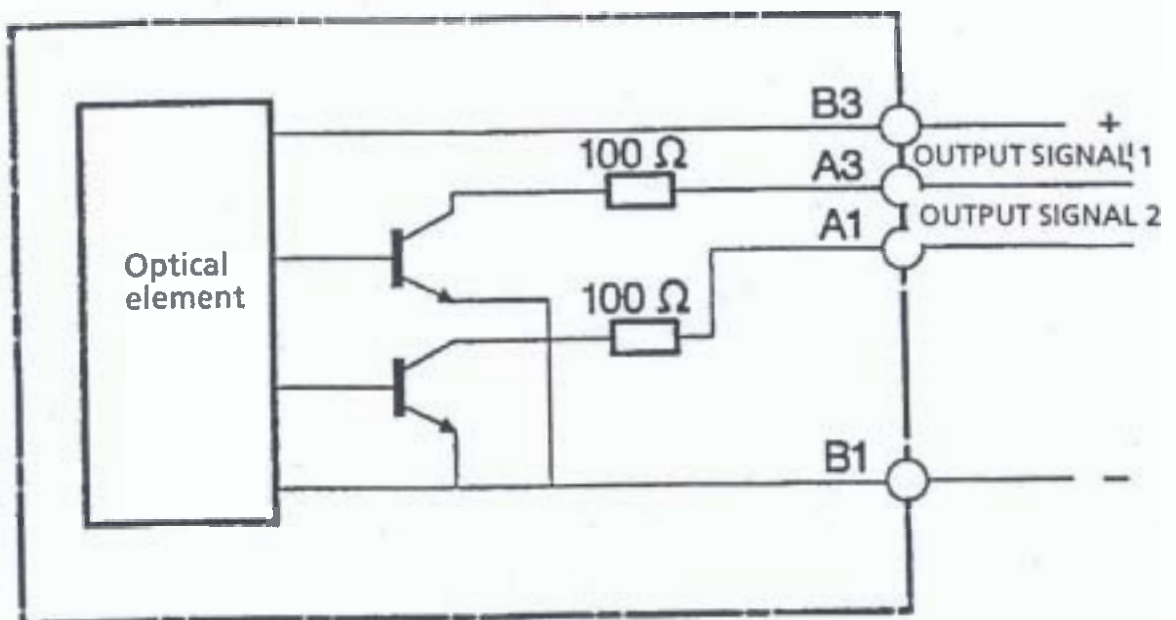 B3
+
100 Ω
OUTPUT SIGNAL 1
A3
OUTPUT SIGNAL 2
A1
Optical
element
100 Ω
B1
-